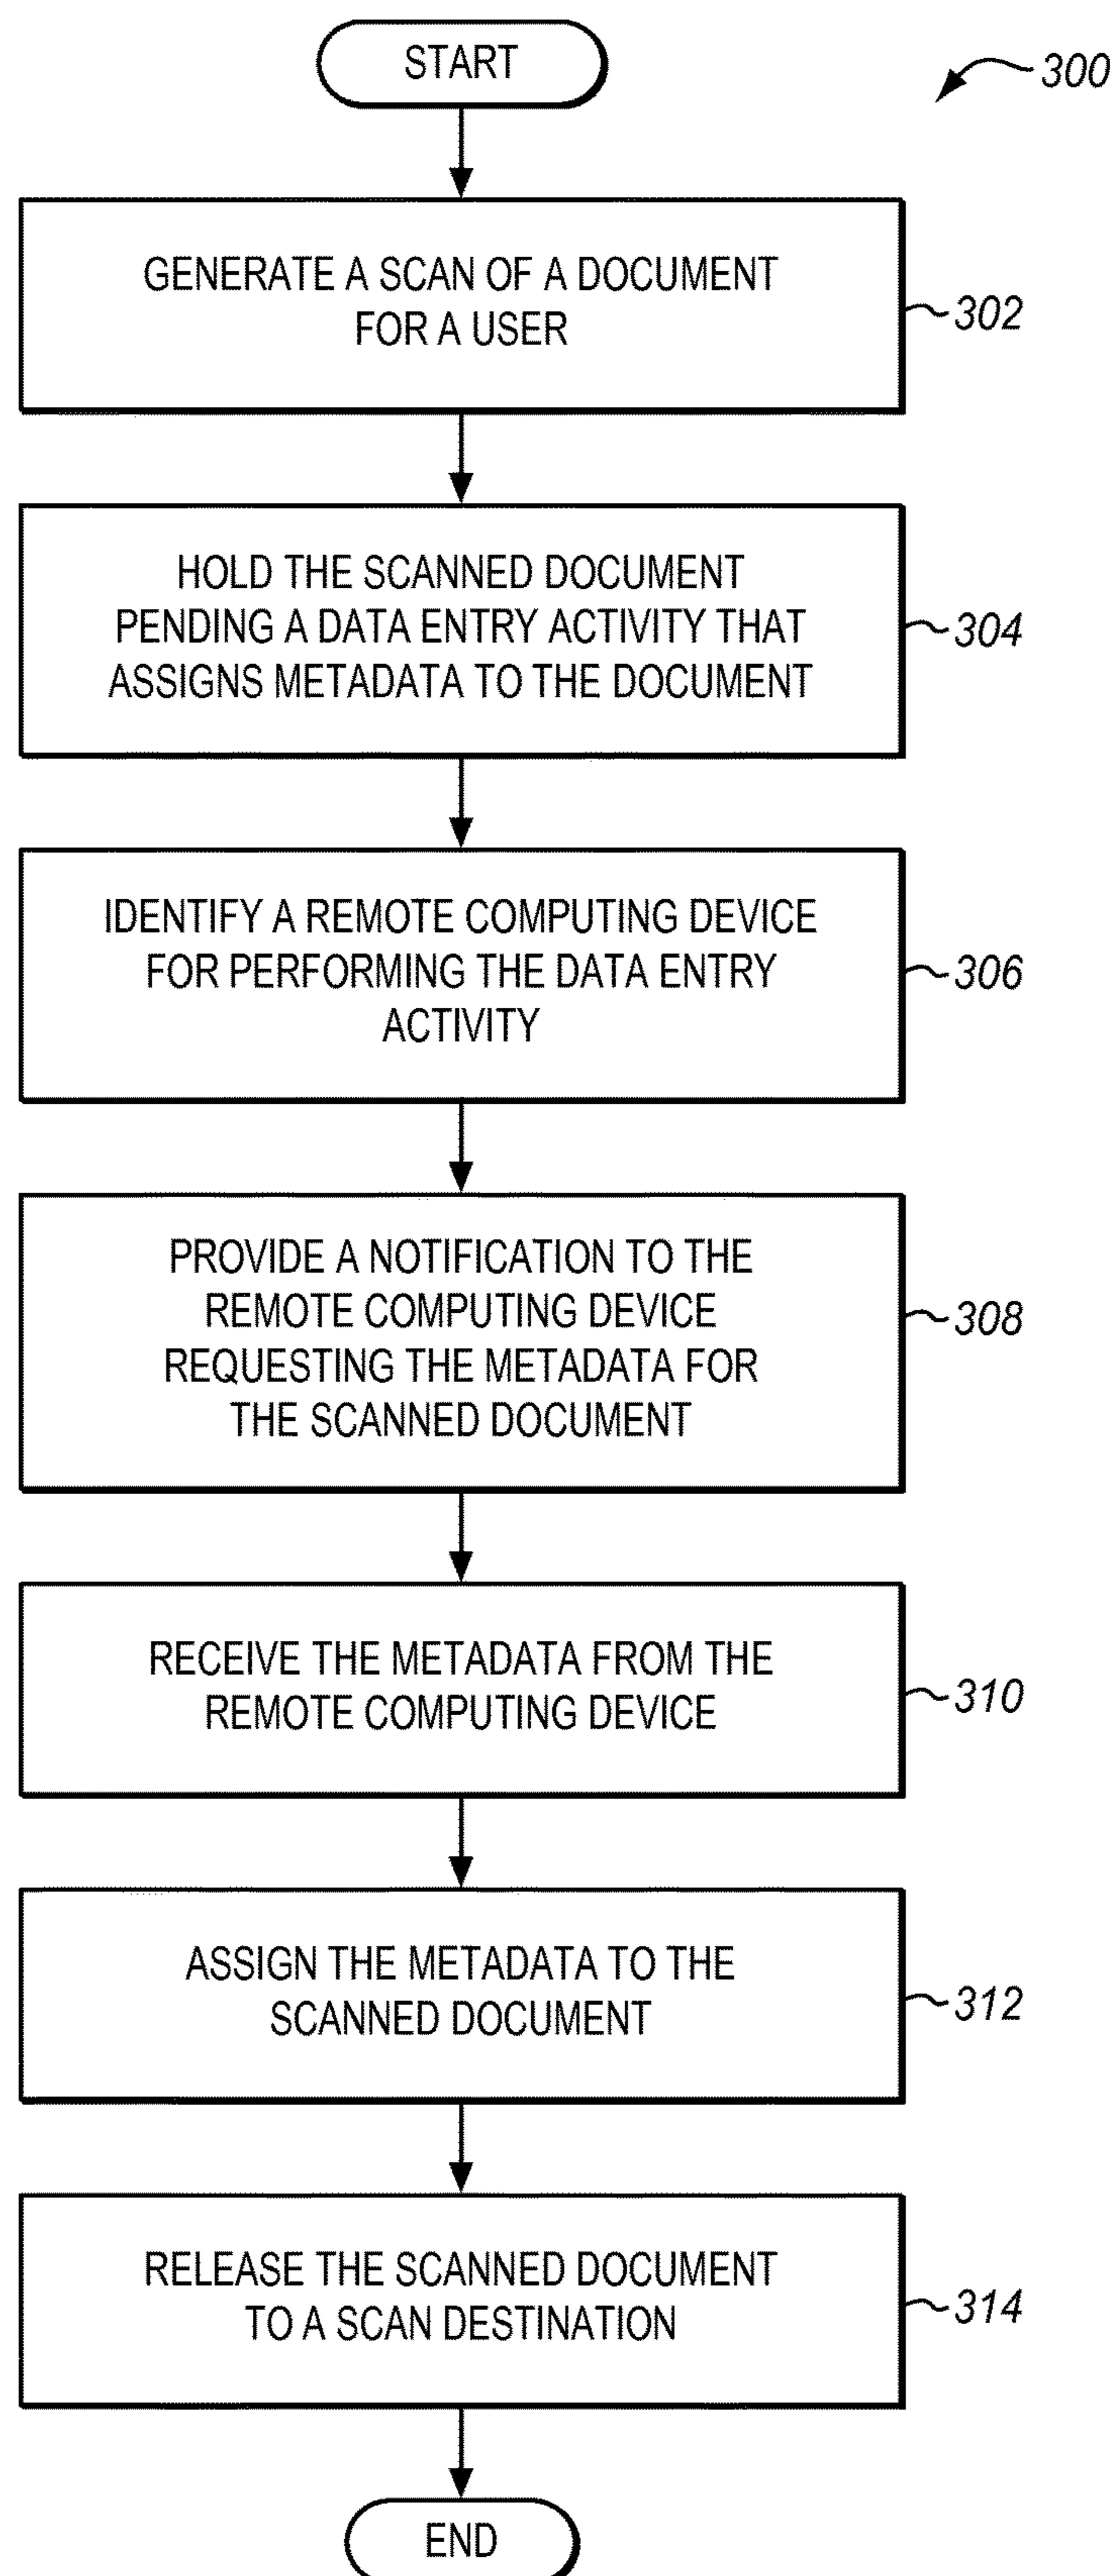 START
300
GENERATE A SCAN OF A DOCUMENT
FOR A USER
302
HOLD THE SCANNED DOCUMENT
PENDING A DATA ENTRY ACTIVITY THAT
ASSIGNS METADATA TO THE DOCUMENT
304
IDENTIFY A REMOTE COMPUTING DEVICE
FOR PERFORMING THE DATA ENTRY
ACTIVITY
306
PROVIDE A NOTIFICATION TO THE
REMOTE COMPUTING DEVICE
REQUESTING THE METADATA FOR
THE SCANNED DOCUMENT
308
RECEIVE THE METADATA FROM THE
REMOTE COMPUTING DEVICE
310
ASSIGN THE METADATA TO THE
SCANNED DOCUMENT
312
RELEASE THE SCANNED DOCUMENT
TO A SCAN DESTINATION
314
END